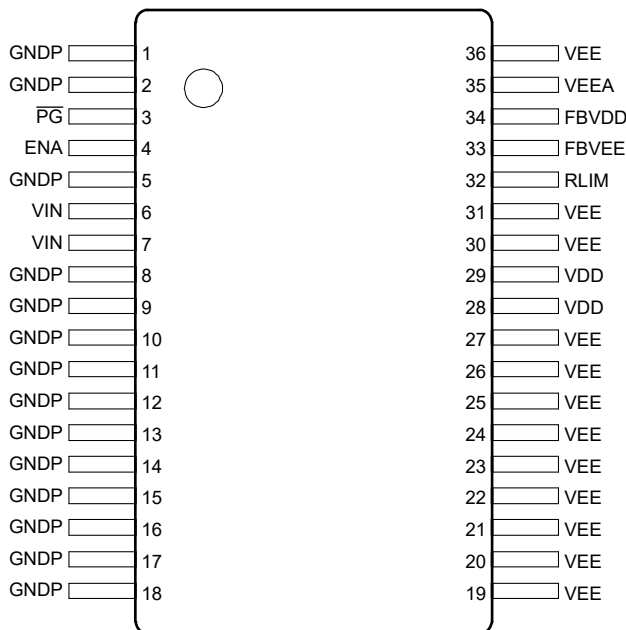 GNDP 1 36 VEE
GNDP 2 35 VEEA
PG 3 34 FBVDD
ENA 4 33 FBVEE
GNDP 5 32 RLIM
VIN 6 31 VEE
VIN 7 30 VEE
GNDP 8 29 VDD
GNDP 9 28 VDD
GNDP 10 27 VEE
GNDP 11 26 VEE
GNDP 12 25 VEE
GNDP 13 24 VEE
GNDP 14 23 VEE
GNDP 15 22 VEE
GNDP 16 21 VEE
GNDP 17 20 VEE
GNDP 18 19 VEE